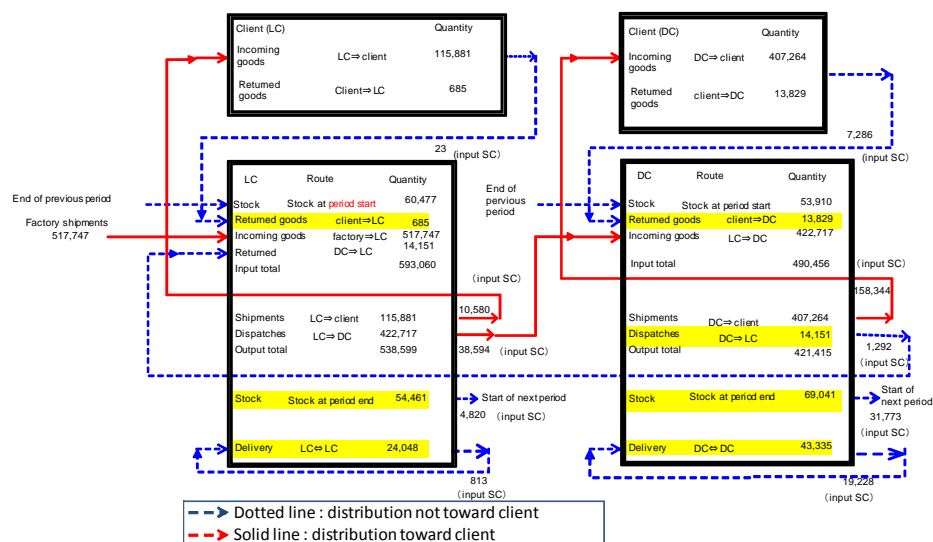 Client (LC) Quantity
Incoming goods LC⇒client 115,881
Returned goods Client⇒LC 685
Client (DC) Quantity
Incoming goods DC⇒client 407,264
Returned goods client⇒DC 13,829
23 (input SC)
7,286 (input SC)
End of previous period
Factory shipments
517,747
LC Route Quantity
Stock Stock at period start 60,477
Returned goods client⇒LC 685
Incoming goods factory⇒LC 517,747
Returned DC⇒LC 14,151
Input total 593,060
Shipments LC⇒client 115,881
Dispatches LC⇒DC 422,717
Output total 538,599
Stock Stock at period end 54,461
Delivery LC⇔LC 24,048
(input SC)
10,580
38,594 (input SC)
Start of next period
4,820 (input SC)
813
(input SC)
End of
pervious
period
DC Route Quantity
Stock Stock at period start 53,910
Returned goods client⇒DC 13,829
Incoming goods LC⇒DC 422,717
Input total 490,456
Shipments DC⇒client 407,264
Dispatches DC⇒LC 14,151
Output total 421,415
Stock Stock at period end 69,041
Delivery DC⇔DC 43,335
(input SC)
158,344
1,292
(input SC)
Start of
next period
31,773
(input SC)
19,228
(input SC)
Dotted line : distribution not toward client
Solid line : distribution toward client